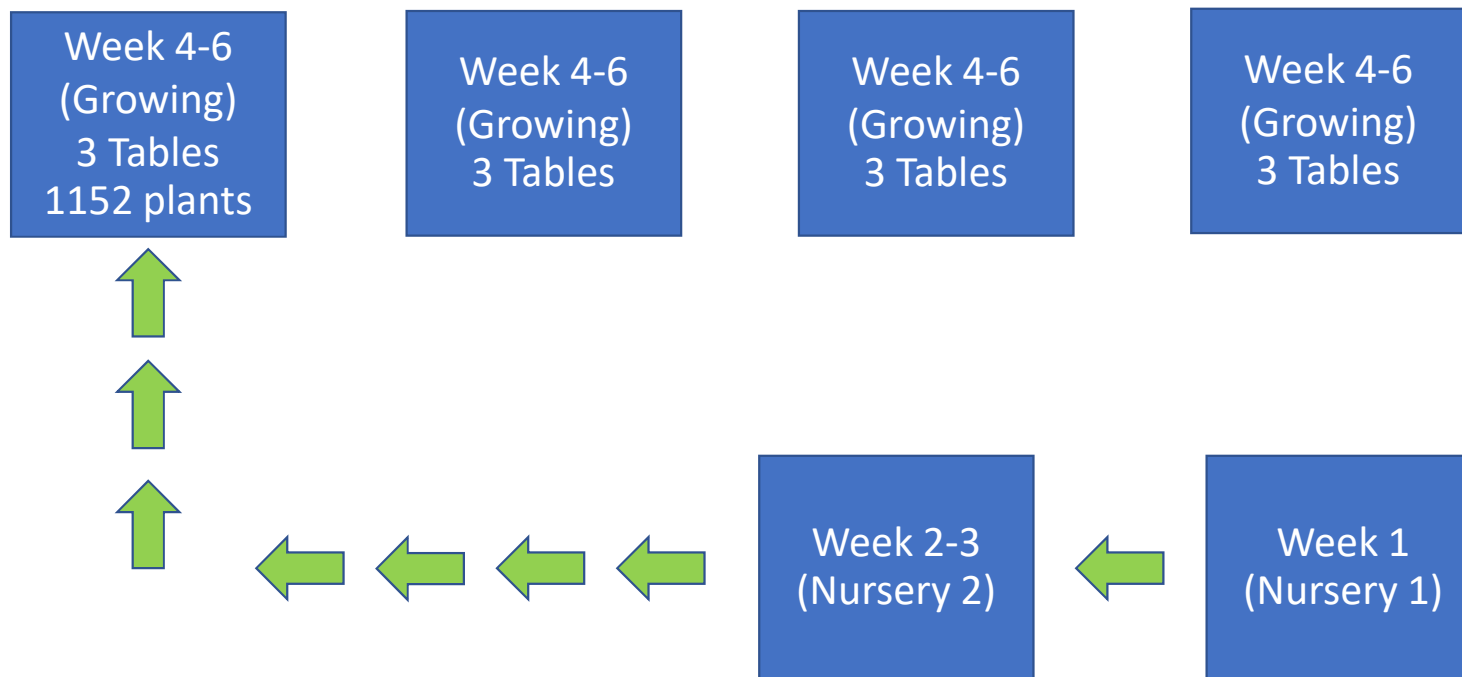 Week 4-6
(Growing)
3 Tables
1152 plants
Week 4-6
(Growing)
3 Tables
Week 4-6
(Growing)
3 Tables
Week 4-6
(Growing)
3 Tables
Week 2-3
(Nursery 2)
Week 1
(Nursery 1)